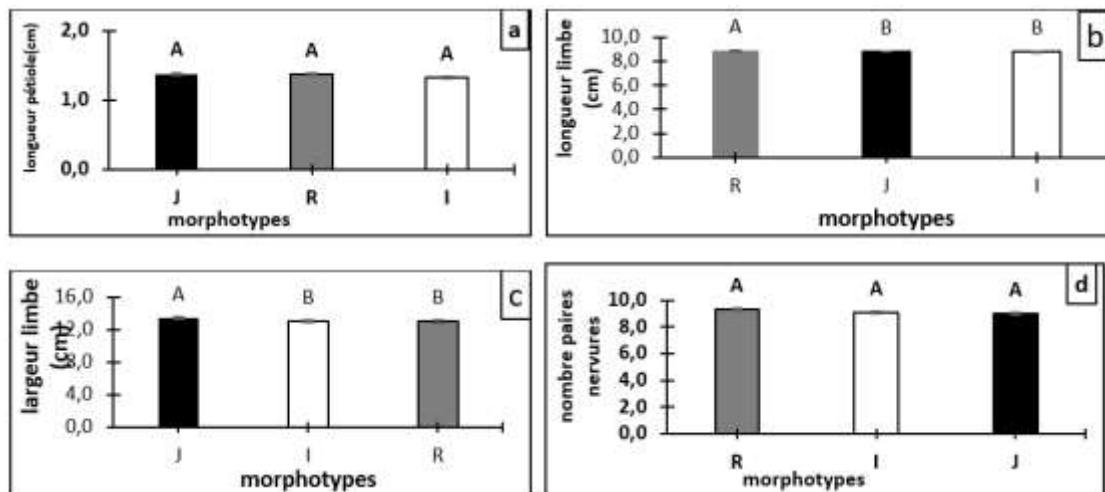 a
longueur pétiole(cm)
2,0
1,0
0,0
A A A
J R I
morphotypes
b
longueur limbe
(cm)
10,0
8,0
6,0
4,0
2,0
0,0
A B B
R J I
morphotypes
c
largeur limbe
(cm)
16,0
12,0
8,0
4,0
0,0
A B B
J I R
morphotypes
d
nombre paires
nervures
10,0
8,0
6,0
4,0
2,0
0,0
A A A
R I J
morphotypes